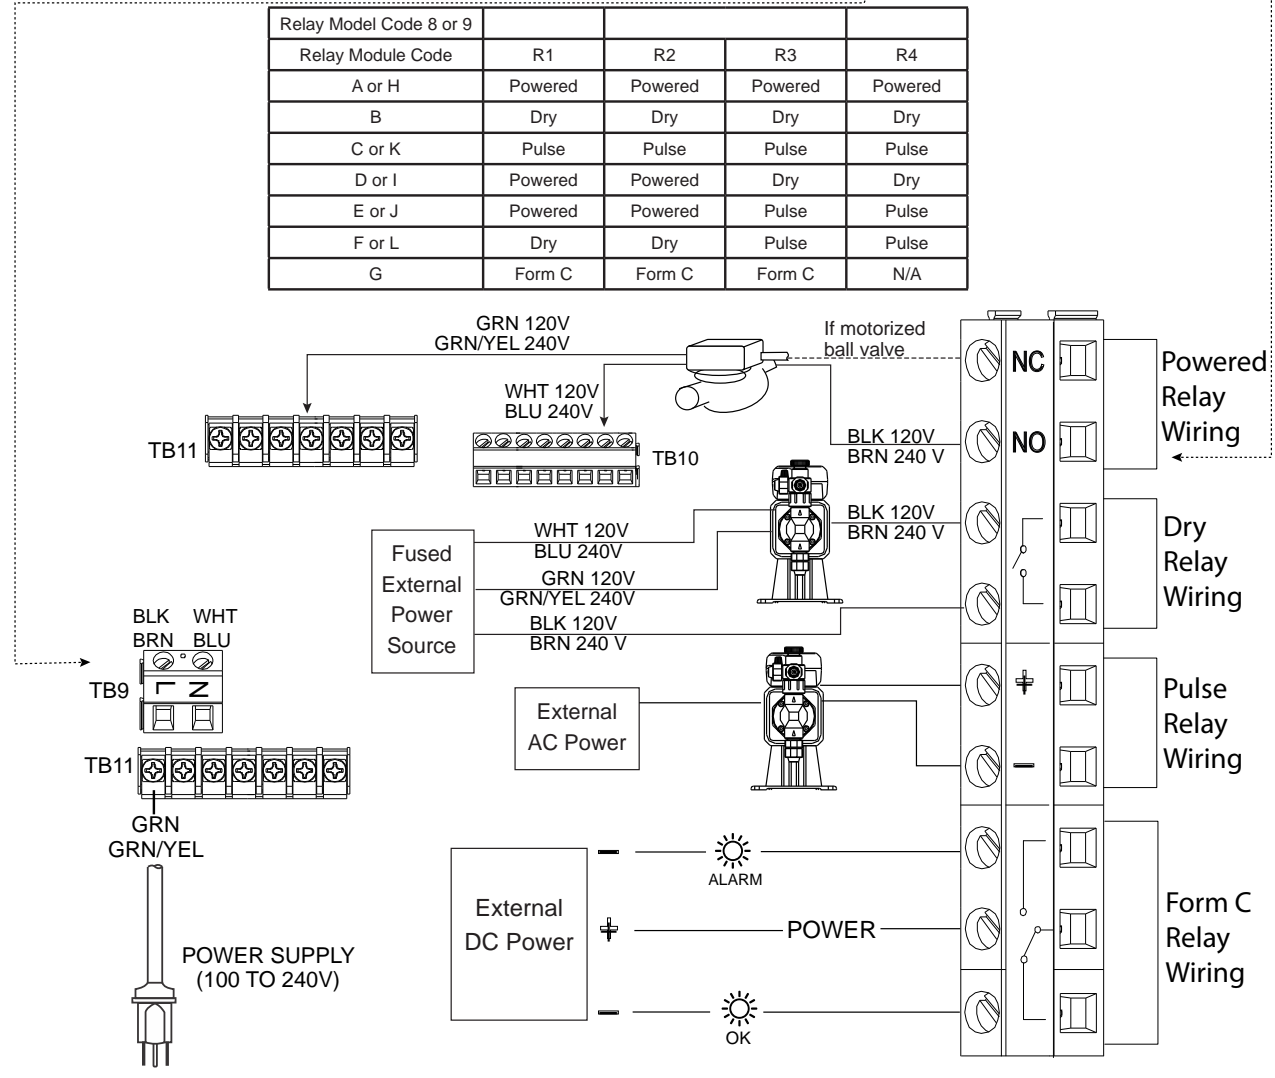 Relay Model Code 8 or 9
Relay Module Code R1 R2 R3 R4
A or H Powered Powered Powered Powered
B Dry Dry Dry Dry
C or K Pulse Pulse Pulse Pulse
D or I Powered Powered Dry Dry
E or J Powered Powered Pulse Pulse
F or L Dry Dry Pulse Pulse
G Form C Form C Form C N/A
GRN 120V
GRN/YEL 240V
If motorized
ball valve
NC
Powered
Relay
Wiring
WHT 120V
BLU 240V
TB11
TB10
BLK 120V
BRN 240 V
NO
BLK 120V
BRN 240 V
Dry
Relay
Wiring
Fused
External
Power
Source
WHT 120V
BLU 240V
GRN 120V
GRN/YEL 240V
BLK 120V
BRN 240 V
BLK WHT
BRN BLU
TB9
L N
External
AC Power
+
−
Pulse
Relay
Wiring
TB11
GRN
GRN/YEL
POWER SUPPLY
(100 TO 240V)
External
DC Power
−
ALARM
+
POWER
−
OK
Form C
Relay
Wiring